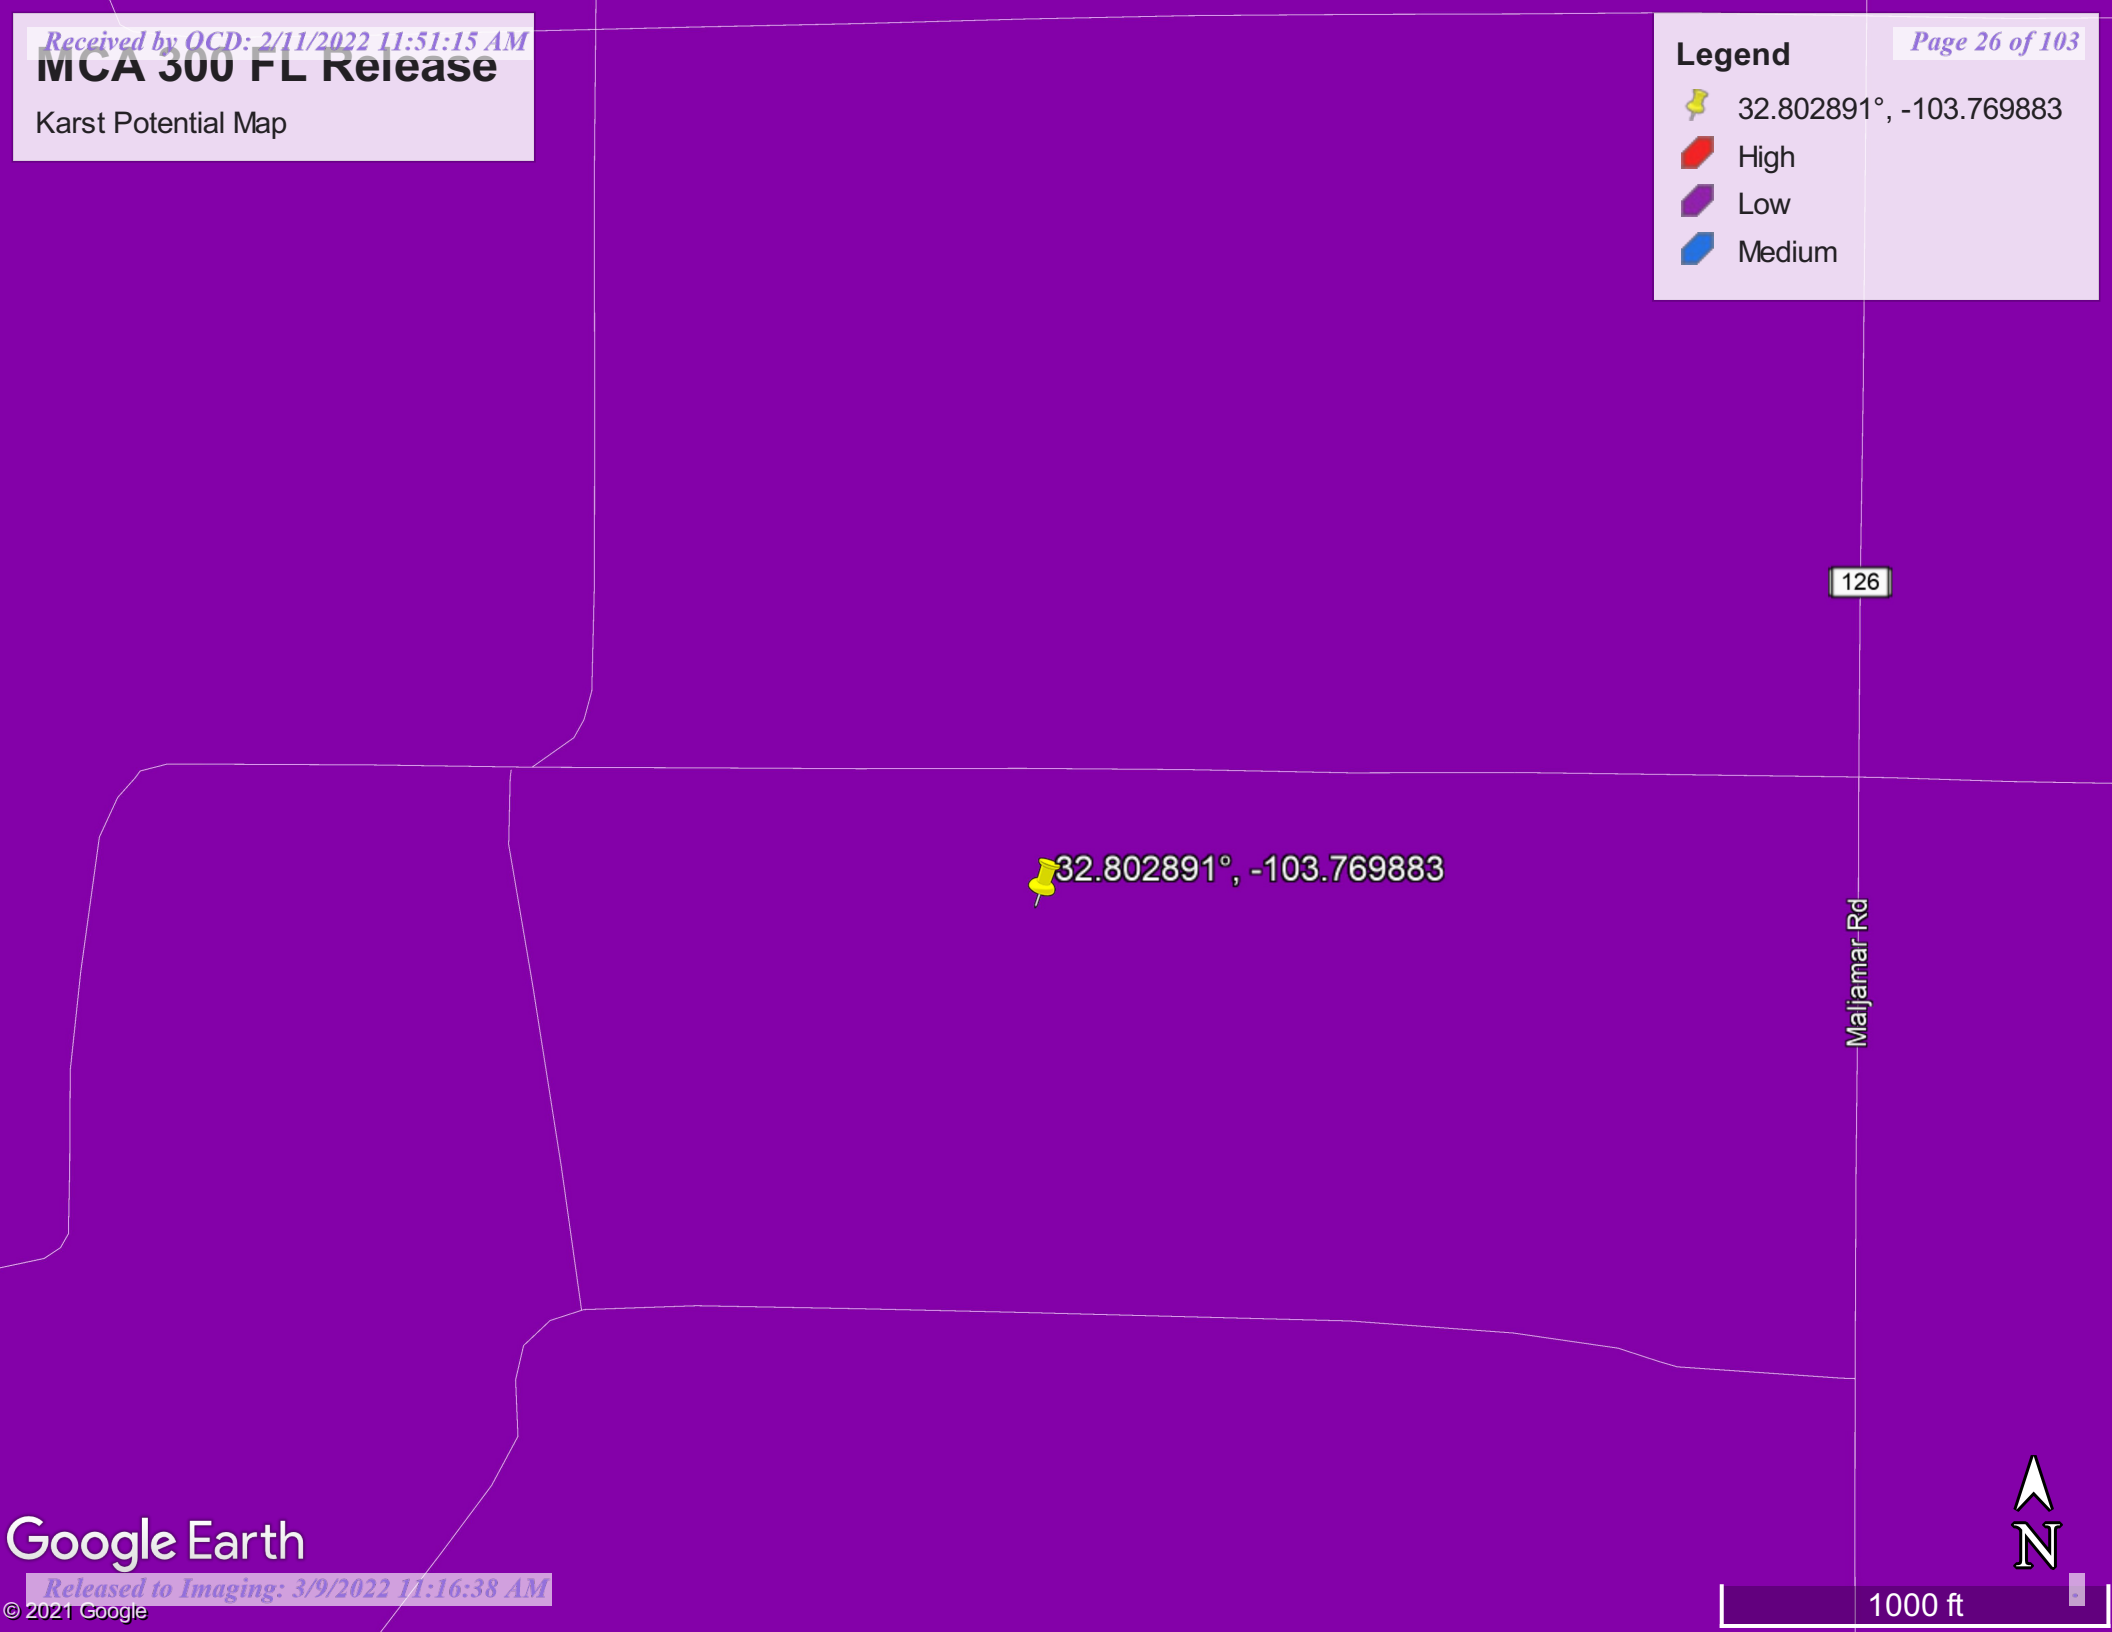 Received by OCD: 2/11/2022 11:51:15 AM
MCA 300 FL Release
Karst Potential Map
Page 26 of 103
Legend
32.802891°, -103.769883
High
Low
Medium
126
32.802891°, -103.769883
Maljamar Rd
N
Google Earth
Released to Imaging: 3/9/2022 11:16:38 AM
© 2021 Google
1000 ft